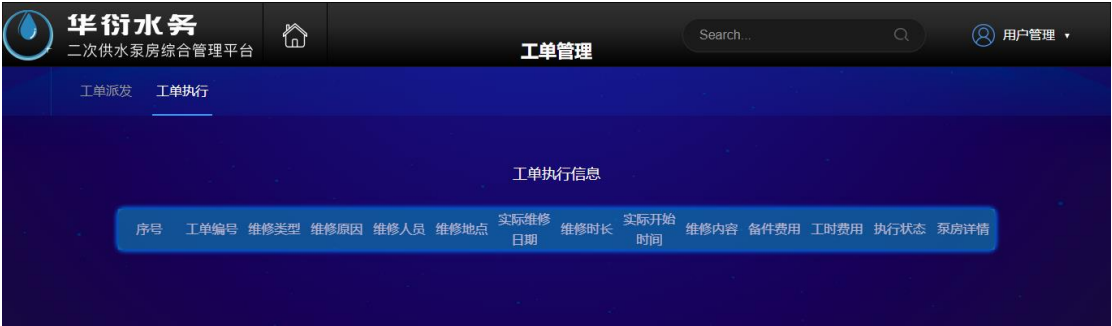 华衍水务
二次供水泵房综合管理平台
工单管理
Search...
用户管理
工单派发 工单执行
工单执行信息
序号 工单编号 维修类型 维修原因 维修人员 维修地点 实际维修日期 维修时长 实际开始时间 维修内容 备件费用 工时费用 执行状态 泵房详情